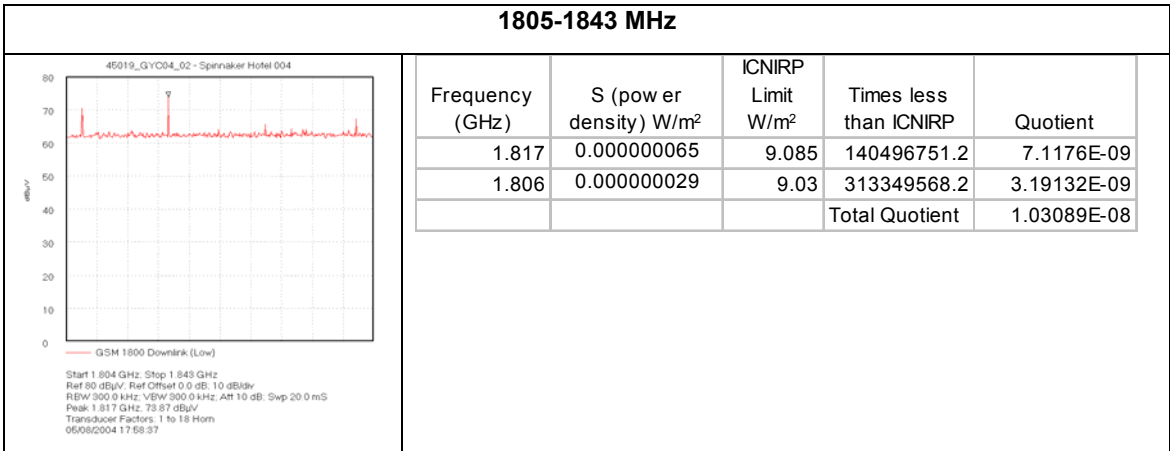 1805-1843 MHz
45019_GYC04_02 - Spinnaker Hotel 004
80
70
60
50
40
30
20
10
0
dBµV
GSM 1800 Downlink (Low)
Start 1.804 GHz; Stop 1.843 GHz
Ref 80 dBµV; Ref Offset 0.0 dB; 10 dB/div
RBW 300.0 kHz; VBW 300.0 kHz; Att 10 dB; Swp 20.0 mS
Peak 1.817 GHz, 73.87 dBµV
Transducer Factors: 1 to 18 Horn
05/08/2004 17:58:37
Frequency (GHz) S (pow er density) W/m² ICNIRP Limit W/m² Times less than ICNIRP Quotient
1.817 0.000000065 9.085 140496751.2 7.1176E-09
1.806 0.000000029 9.03 313349568.2 3.19132E-09
Total Quotient 1.03089E-08